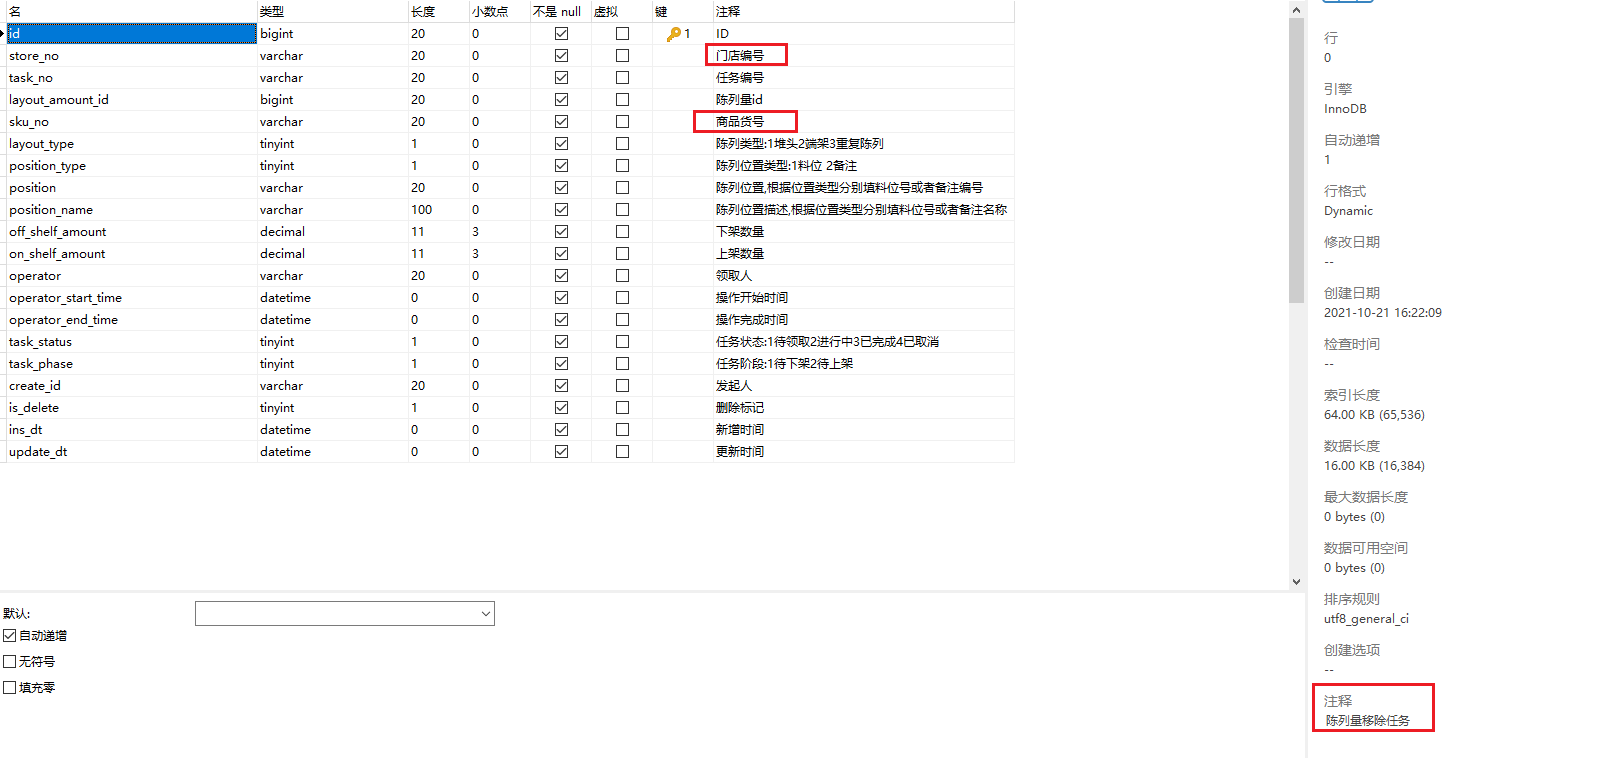 名 类型 长度 小数点 不是 null 虚拟 键 注释
id bigint 20 0 1 ID
store_no varchar 20 0 门店编号
task_no varchar 20 0 任务编号
layout_amount_id bigint 20 0 陈列量id
sku_no varchar 20 0 商品货号
layout_type tinyint 1 0 陈列类型:1堆头2端架3重复陈列
position_type tinyint 1 0 陈列位置类型:1料位 2备注
position varchar 20 0 陈列位置,根据位置类型分别填料位号或者备注编号
position_name varchar 100 0 陈列位置描述,根据位置类型分别填料位号或者备注名称
off_shelf_amount decimal 11 3 下架数量
on_shelf_amount decimal 11 3 上架数量
operator varchar 20 0 领取人
operator_start_time datetime 0 0 操作开始时间
operator_end_time datetime 0 0 操作完成时间
task_status tinyint 1 0 任务状态:1待领取2进行中3已完成4已取消
task_phase tinyint 1 0 任务阶段:1待下架2待上架
create_id varchar 20 0 发起人
is_delete tinyint 1 0 删除标记
ins_dt datetime 0 0 新增时间
update_dt datetime 0 0 更新时间
默认:
自动递增
无符号
填充零
行
0
引擎
InnoDB
自动递增
1
行格式
Dynamic
修改日期
--
创建日期
2021-10-21 16:22:09
检查时间
--
索引长度
64.00 KB (65,536)
数据长度
16.00 KB (16,384)
最大数据长度
0 bytes (0)
数据可用空间
0 bytes (0)
排序规则
utf8_general_ci
创建选项
--
注释
陈列量移除任务